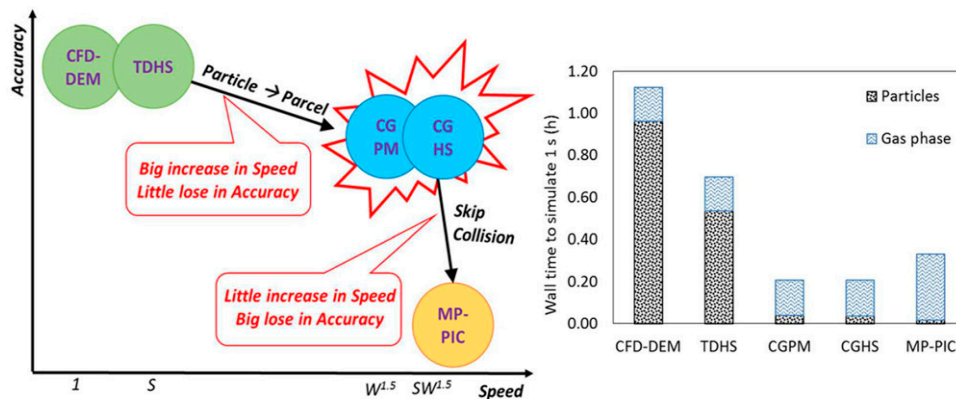 Accuracy
CFD-
DEM
TDHS
Particle → Parcel
Big increase in Speed
Little lose in Accuracy
CG
PM
CG
HS
Skip
Collision
Little increase in Speed
Big lose in Accuracy
MP-
PIC
1
S
W^1.5
SW^1.5
Speed
Wall time to simulate 1 s (h)
1.20
1.00
0.80
0.60
0.40
0.20
0.00
Particles
Gas phase
CFD-DEM
TDHS
CGPM
CGHS
MP-PIC